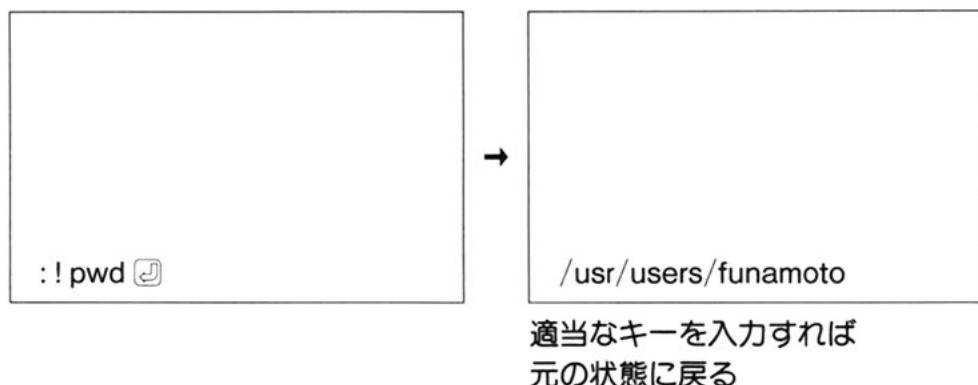 :! pwd
→
/usr/users/funamoto
適当なキーを入力すれば
元の状態に戻る